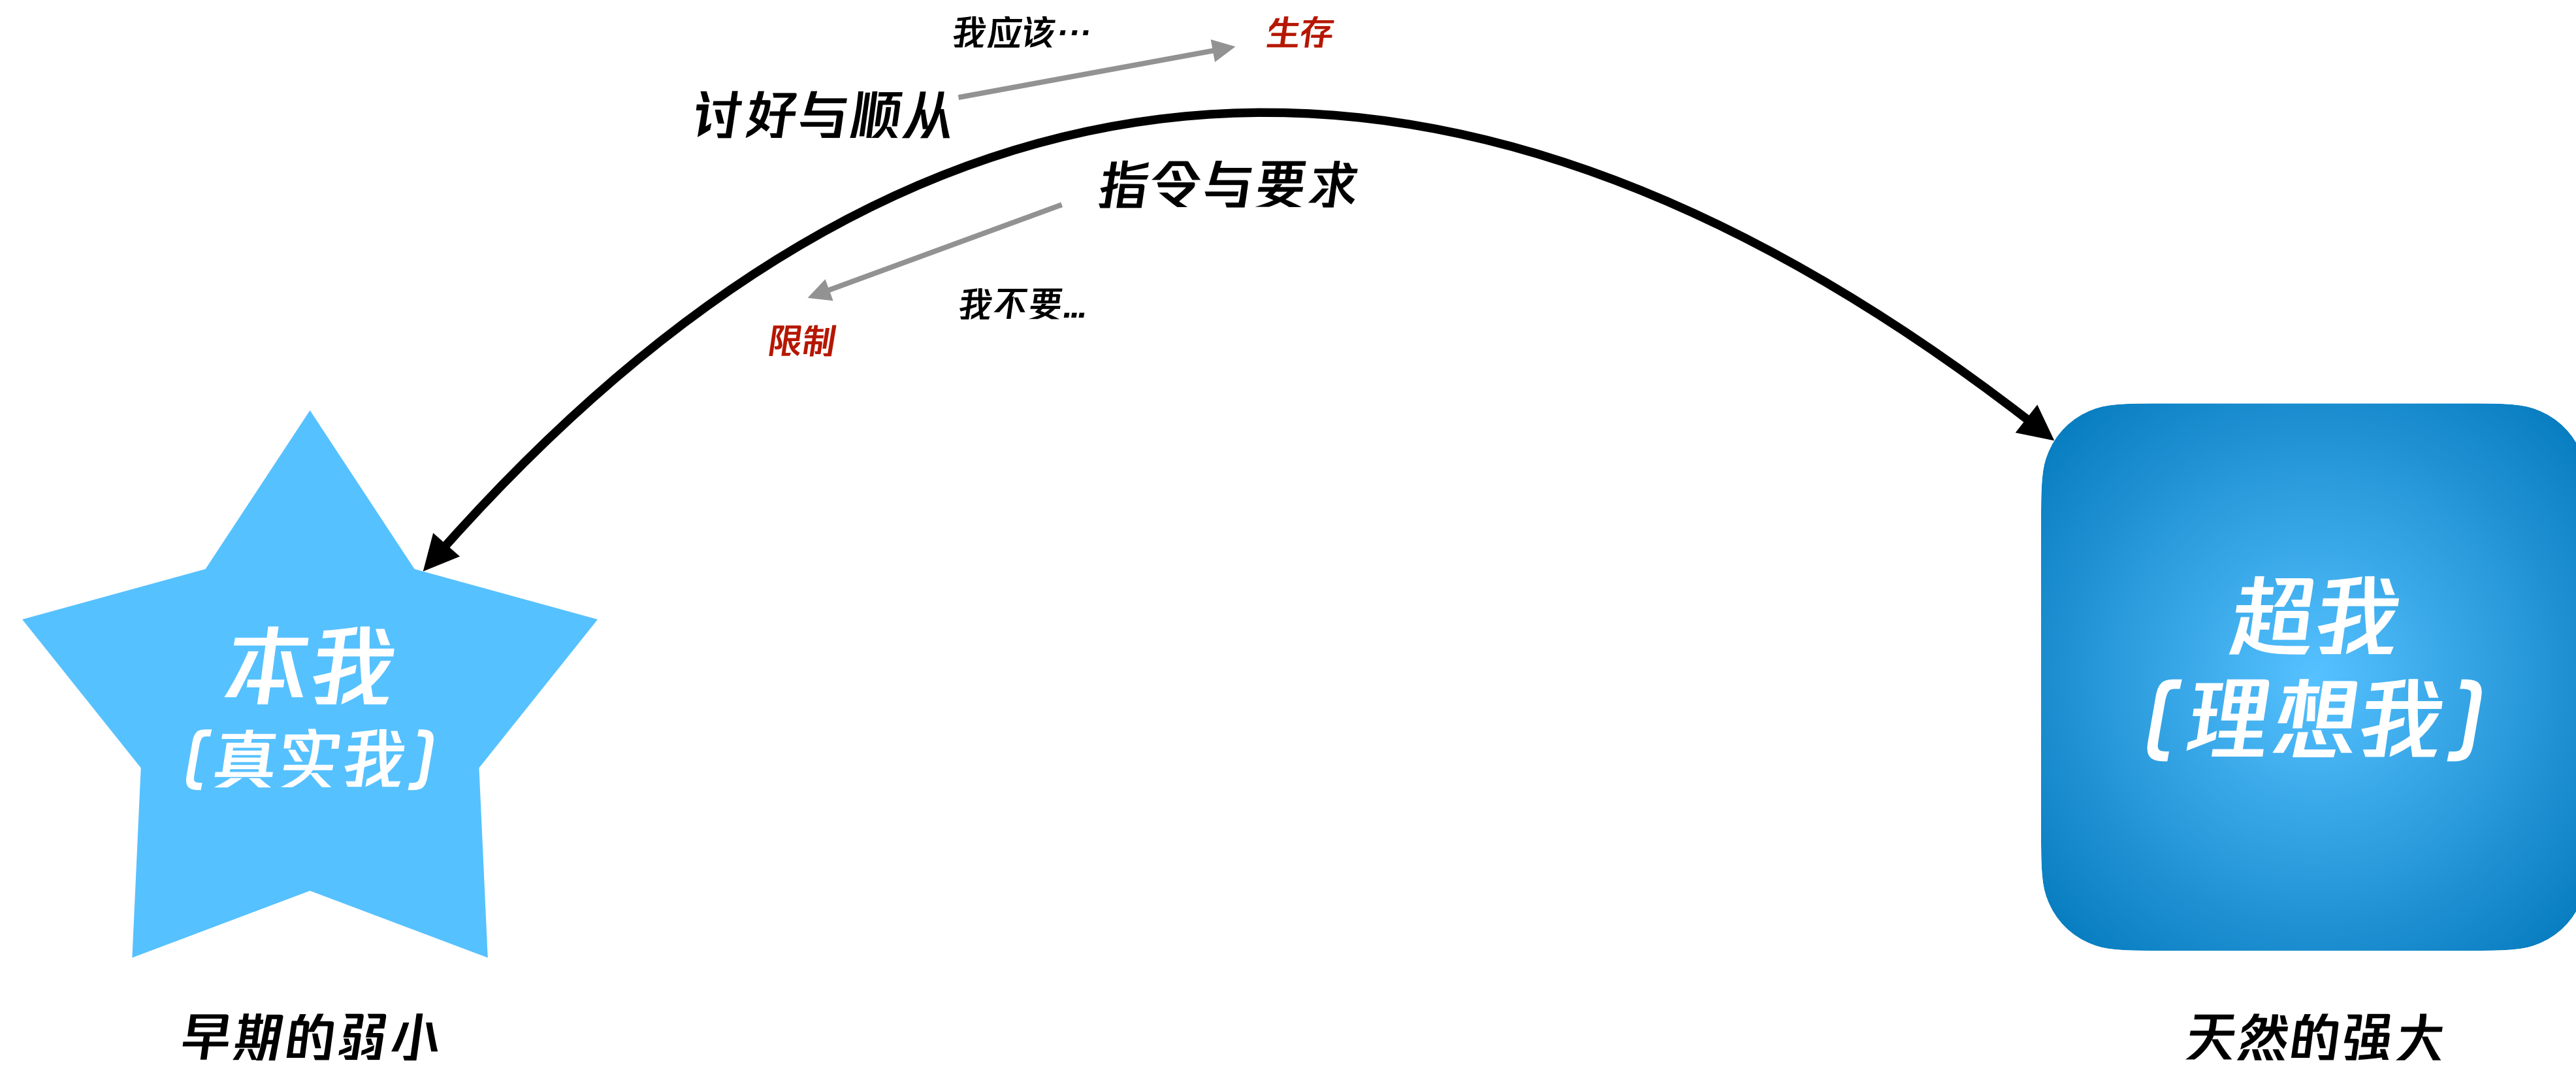 我应该…
生存
讨好与顺从
指令与要求
我不要...
限制
本我
(真实我)
超我
(理想我)
早期的弱小
天然的强大